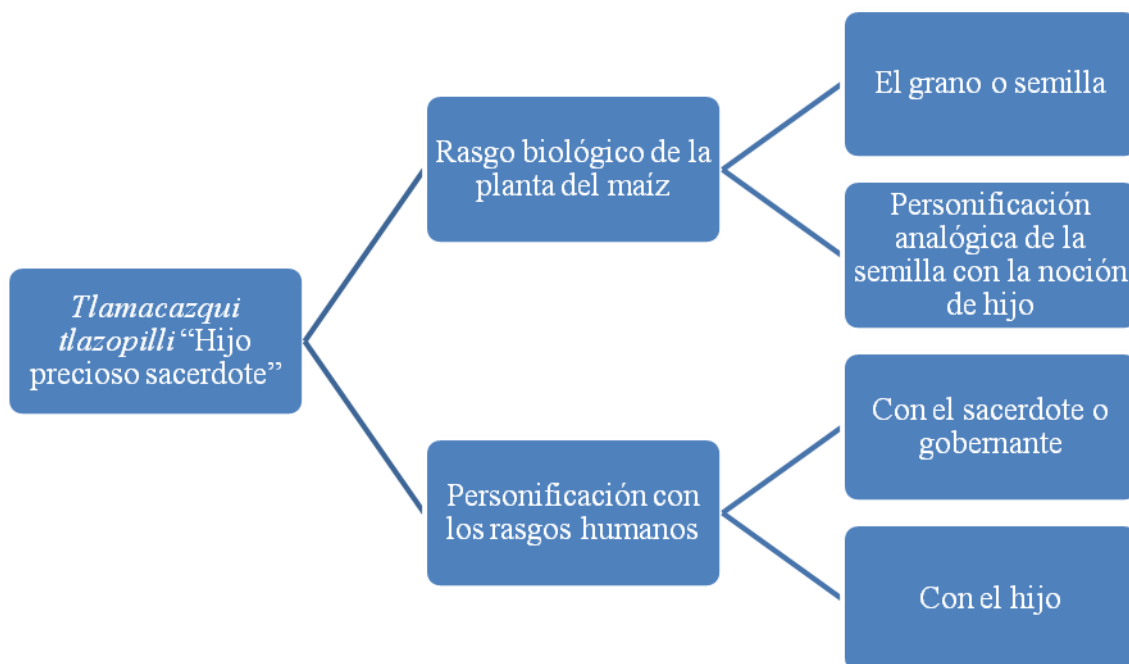 Tlamacazqui
tlazopilli “Hijo
precioso sacerdote”
Rasgo biológico de la
planta del maíz
El grano o semilla
Personificación
analógica de la
semilla con la noción
de hijo
Personificación con
los rasgos humanos
Con el sacerdote o
gobernante
Con el hijo